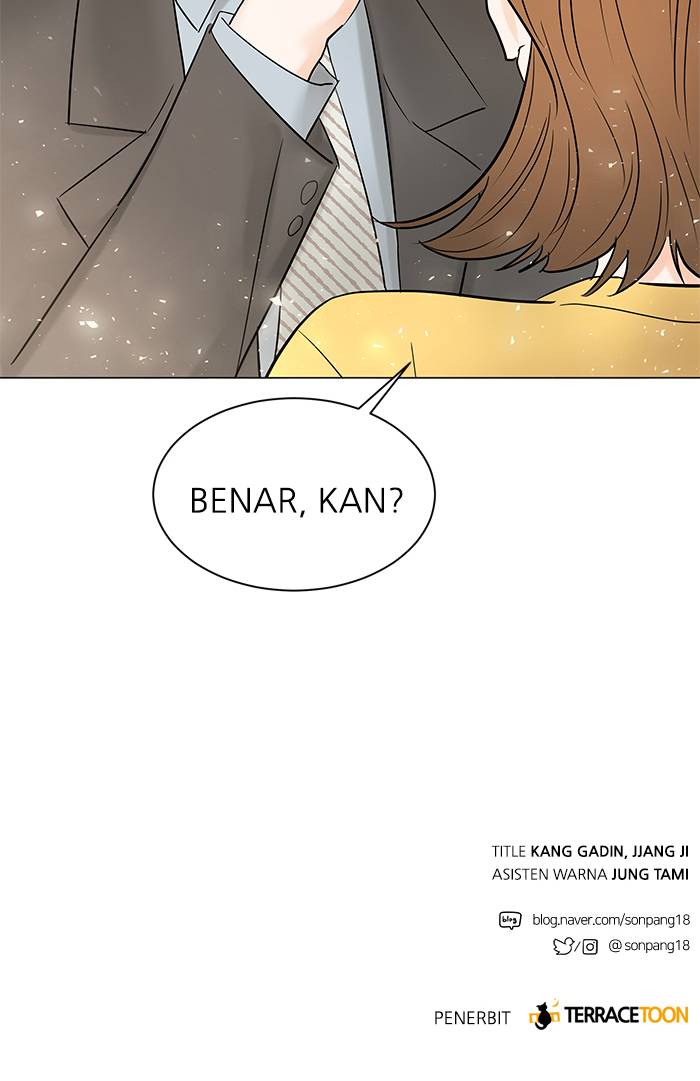 BENAR, KAN?
TITLE KANG GADIN, JJANG JI
ASISTEN WARNA JUNG TAMI
blog blog.naver.com/sonpang18
/ @sonpang18
PENERBIT TERRACETOON